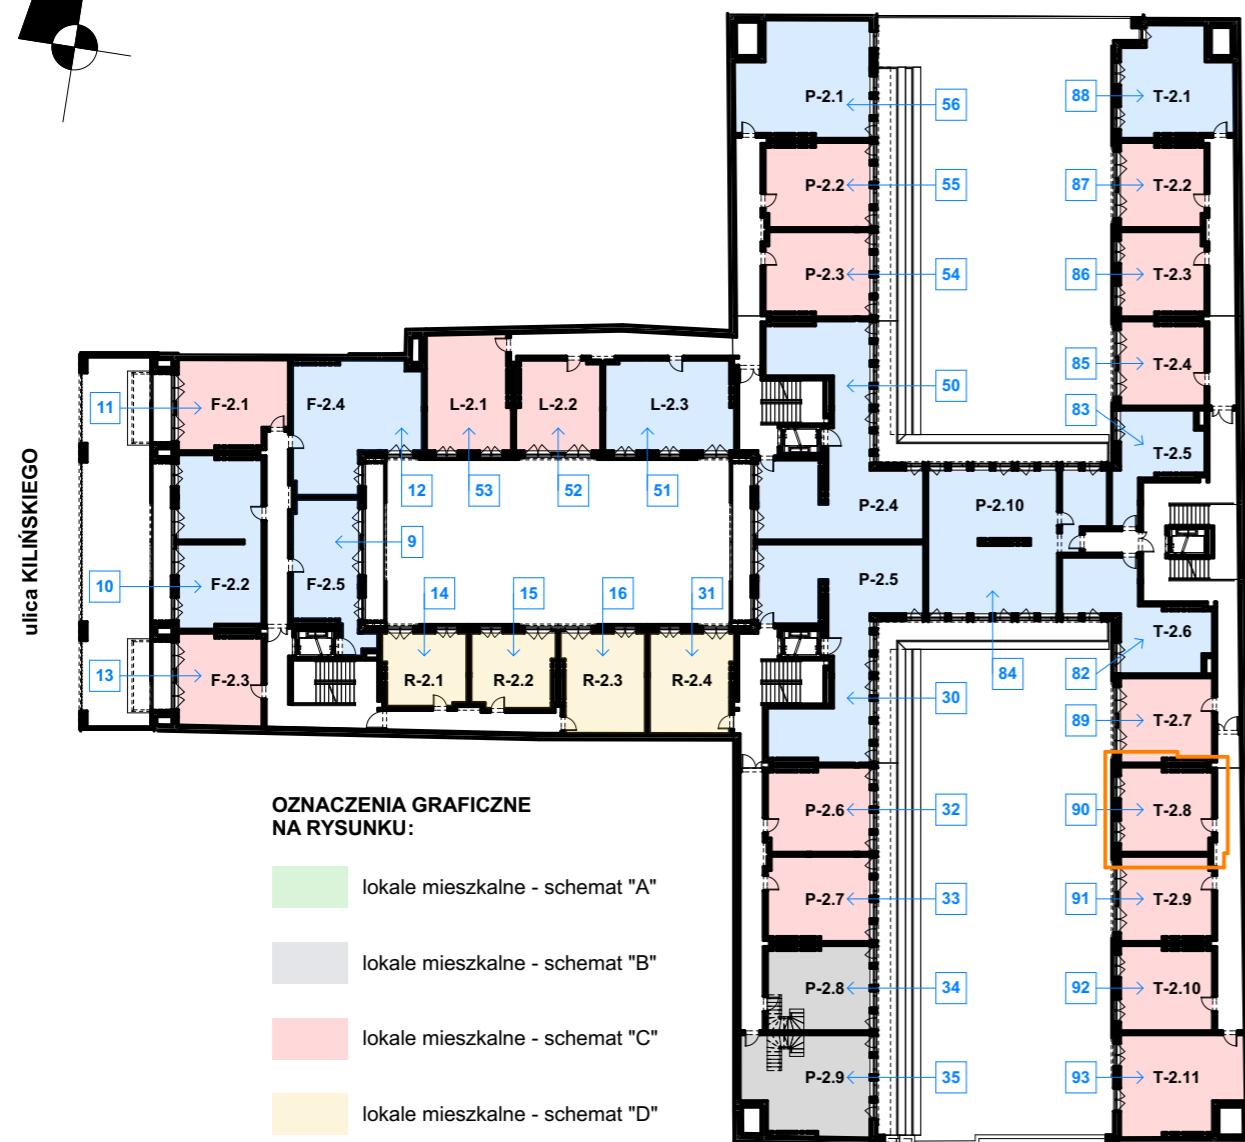 P-2.1
56
88
T-2.1
P-2.2
55
87
T-2.2
P-2.3
54
86
T-2.3
50
85
T-2.4
11
F-2.1
F-2.4
L-2.1
L-2.2
L-2.3
83
T-2.5
ulica KILIŃSKIEGO
12
53
52
51
P-2.4
P-2.10
9
10
F-2.2
F-2.5
14
15
16
31
P-2.5
T-2.6
13
F-2.3
R-2.1
R-2.2
R-2.3
R-2.4
30
84
82
89
T-2.7
OZNACZENIA GRAFICZNE
NA RYSUNKU:
P-2.6
32
90
T-2.8
lokale mieszkalne - schemat "A"
P-2.7
33
91
T-2.9
lokale mieszkalne - schemat "B"
P-2.8
34
92
T-2.10
lokale mieszkalne - schemat "C"
P-2.9
35
93
T-2.11
lokale mieszkalne - schemat "D"